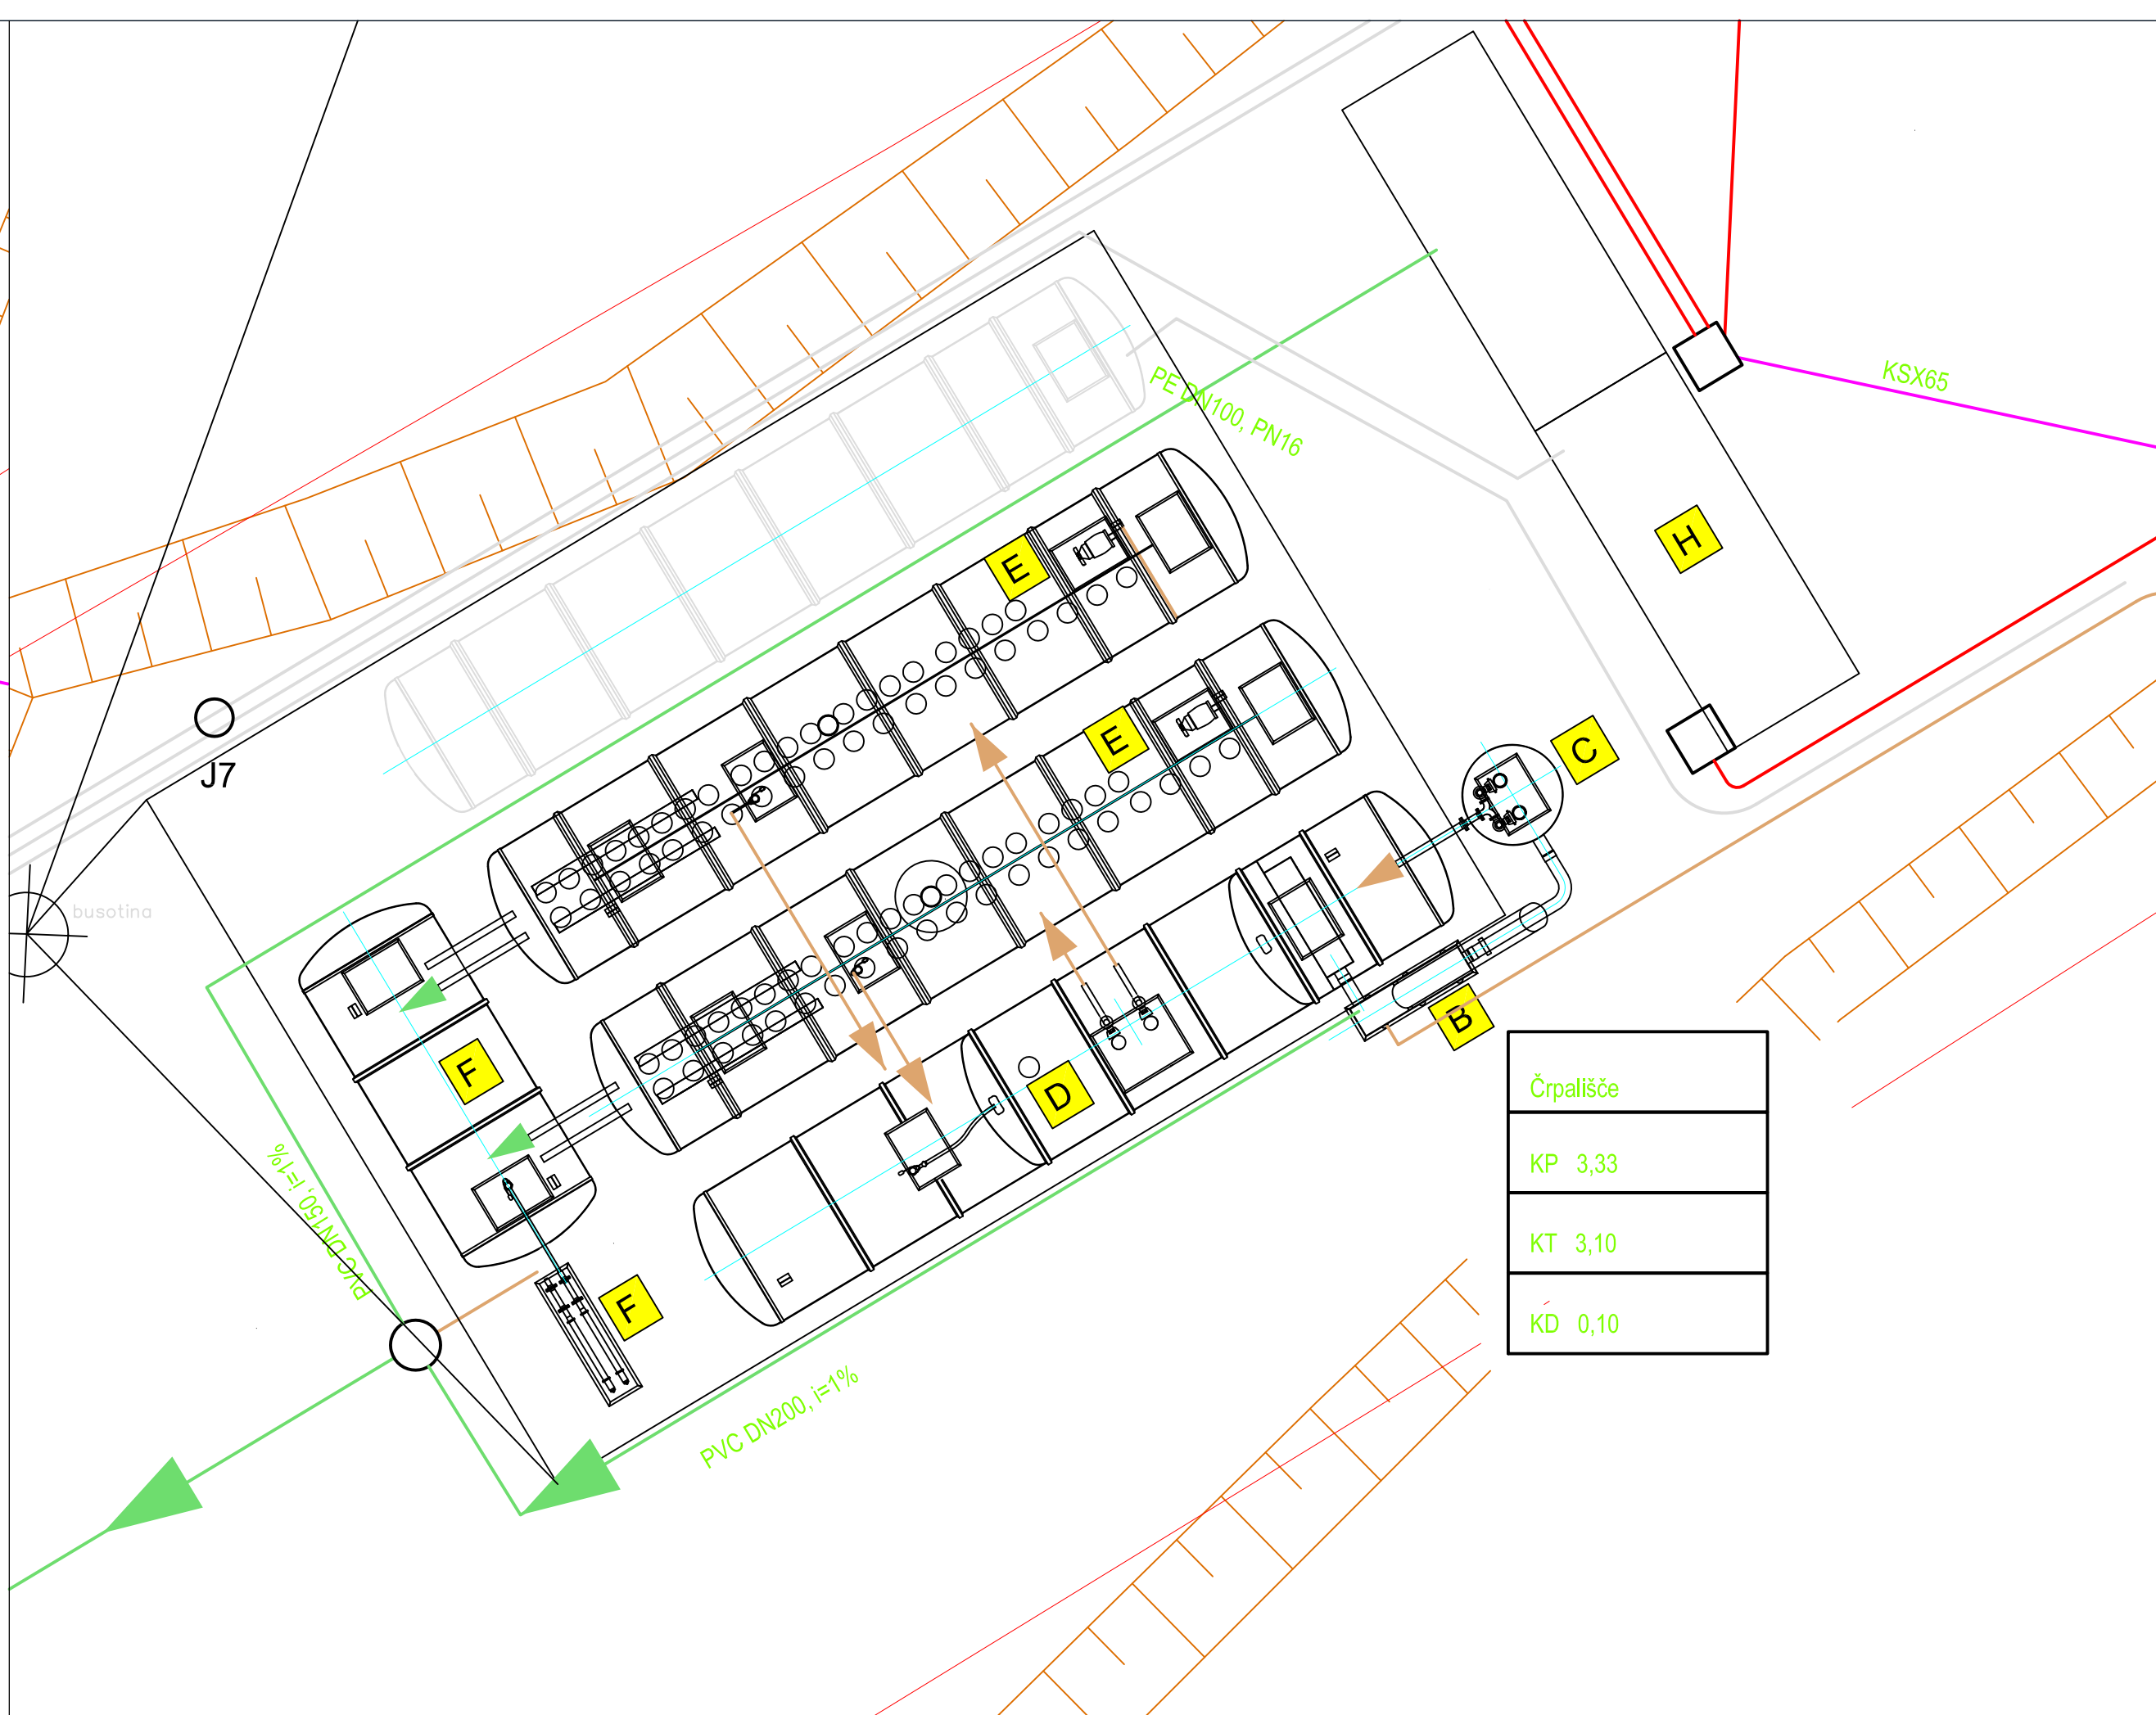 PE DN100, PN16
KSX65
H
E
E
C
J7
busotina
B
F
D
Črpališče
KP 3,33
KT 3,10
KD 0,10
PVC DN150, i=1%
F
PVC DN200, i=1%